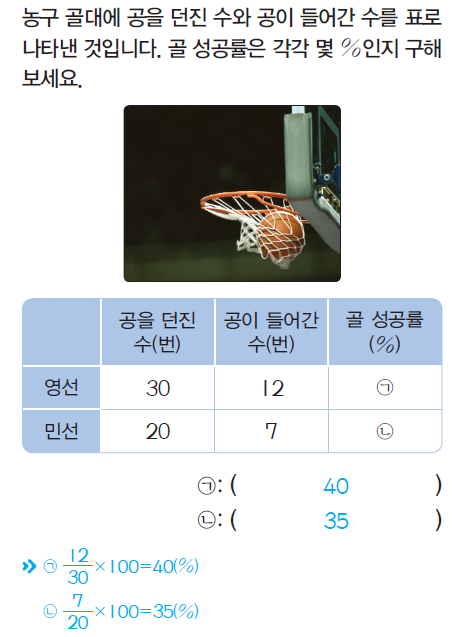 농구 골대에 공을 던진 수와 공이 들어간 수를 표로
나타낸 것입니다. 골 성공률은 각각 몇 %인지 구해
보세요.
공을 던진 수(번) 공이 들어간 수(번) 골 성공률 (%)
영선 30 12 ㉠
민선 20 7 ㉡
㉠: ( 40 )
㉡: ( 35 )
» ㉠ 12/30×100=40(%)
㉡ 7/20×100=35(%)